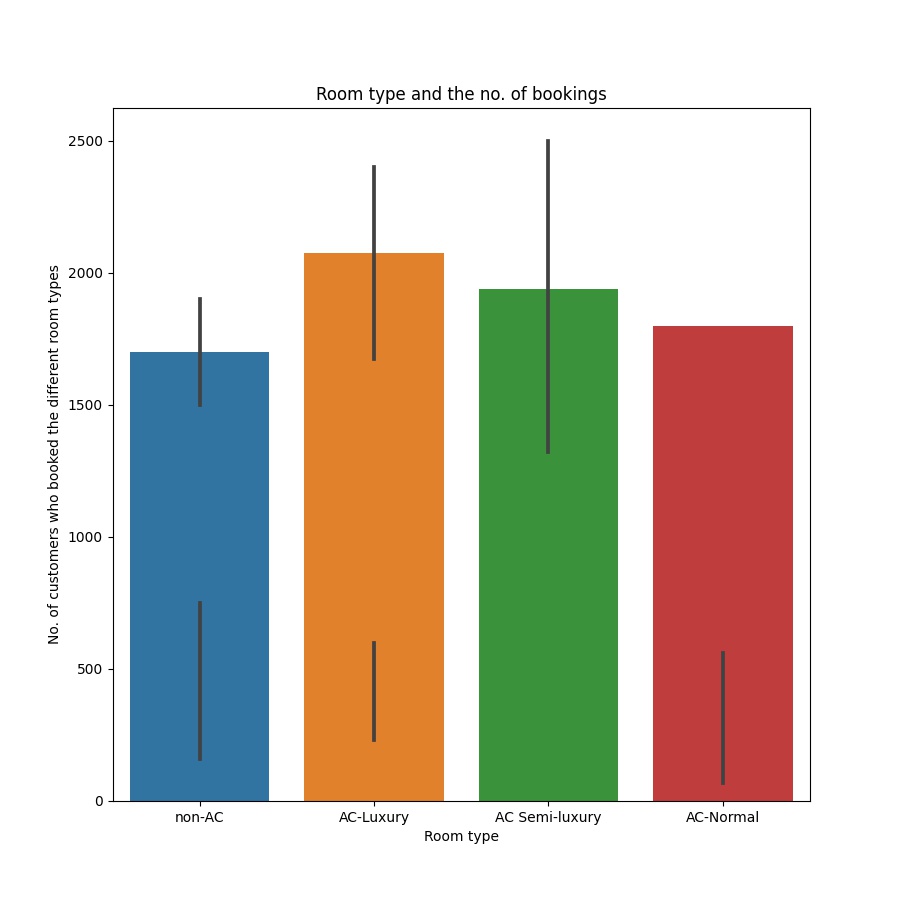 Room type and the no. of bookings
No. of customers who booked the different room types
2500
2000
1500
1000
500
0
non-AC
AC-Luxury
AC Semi-luxury
AC-Normal
Room type